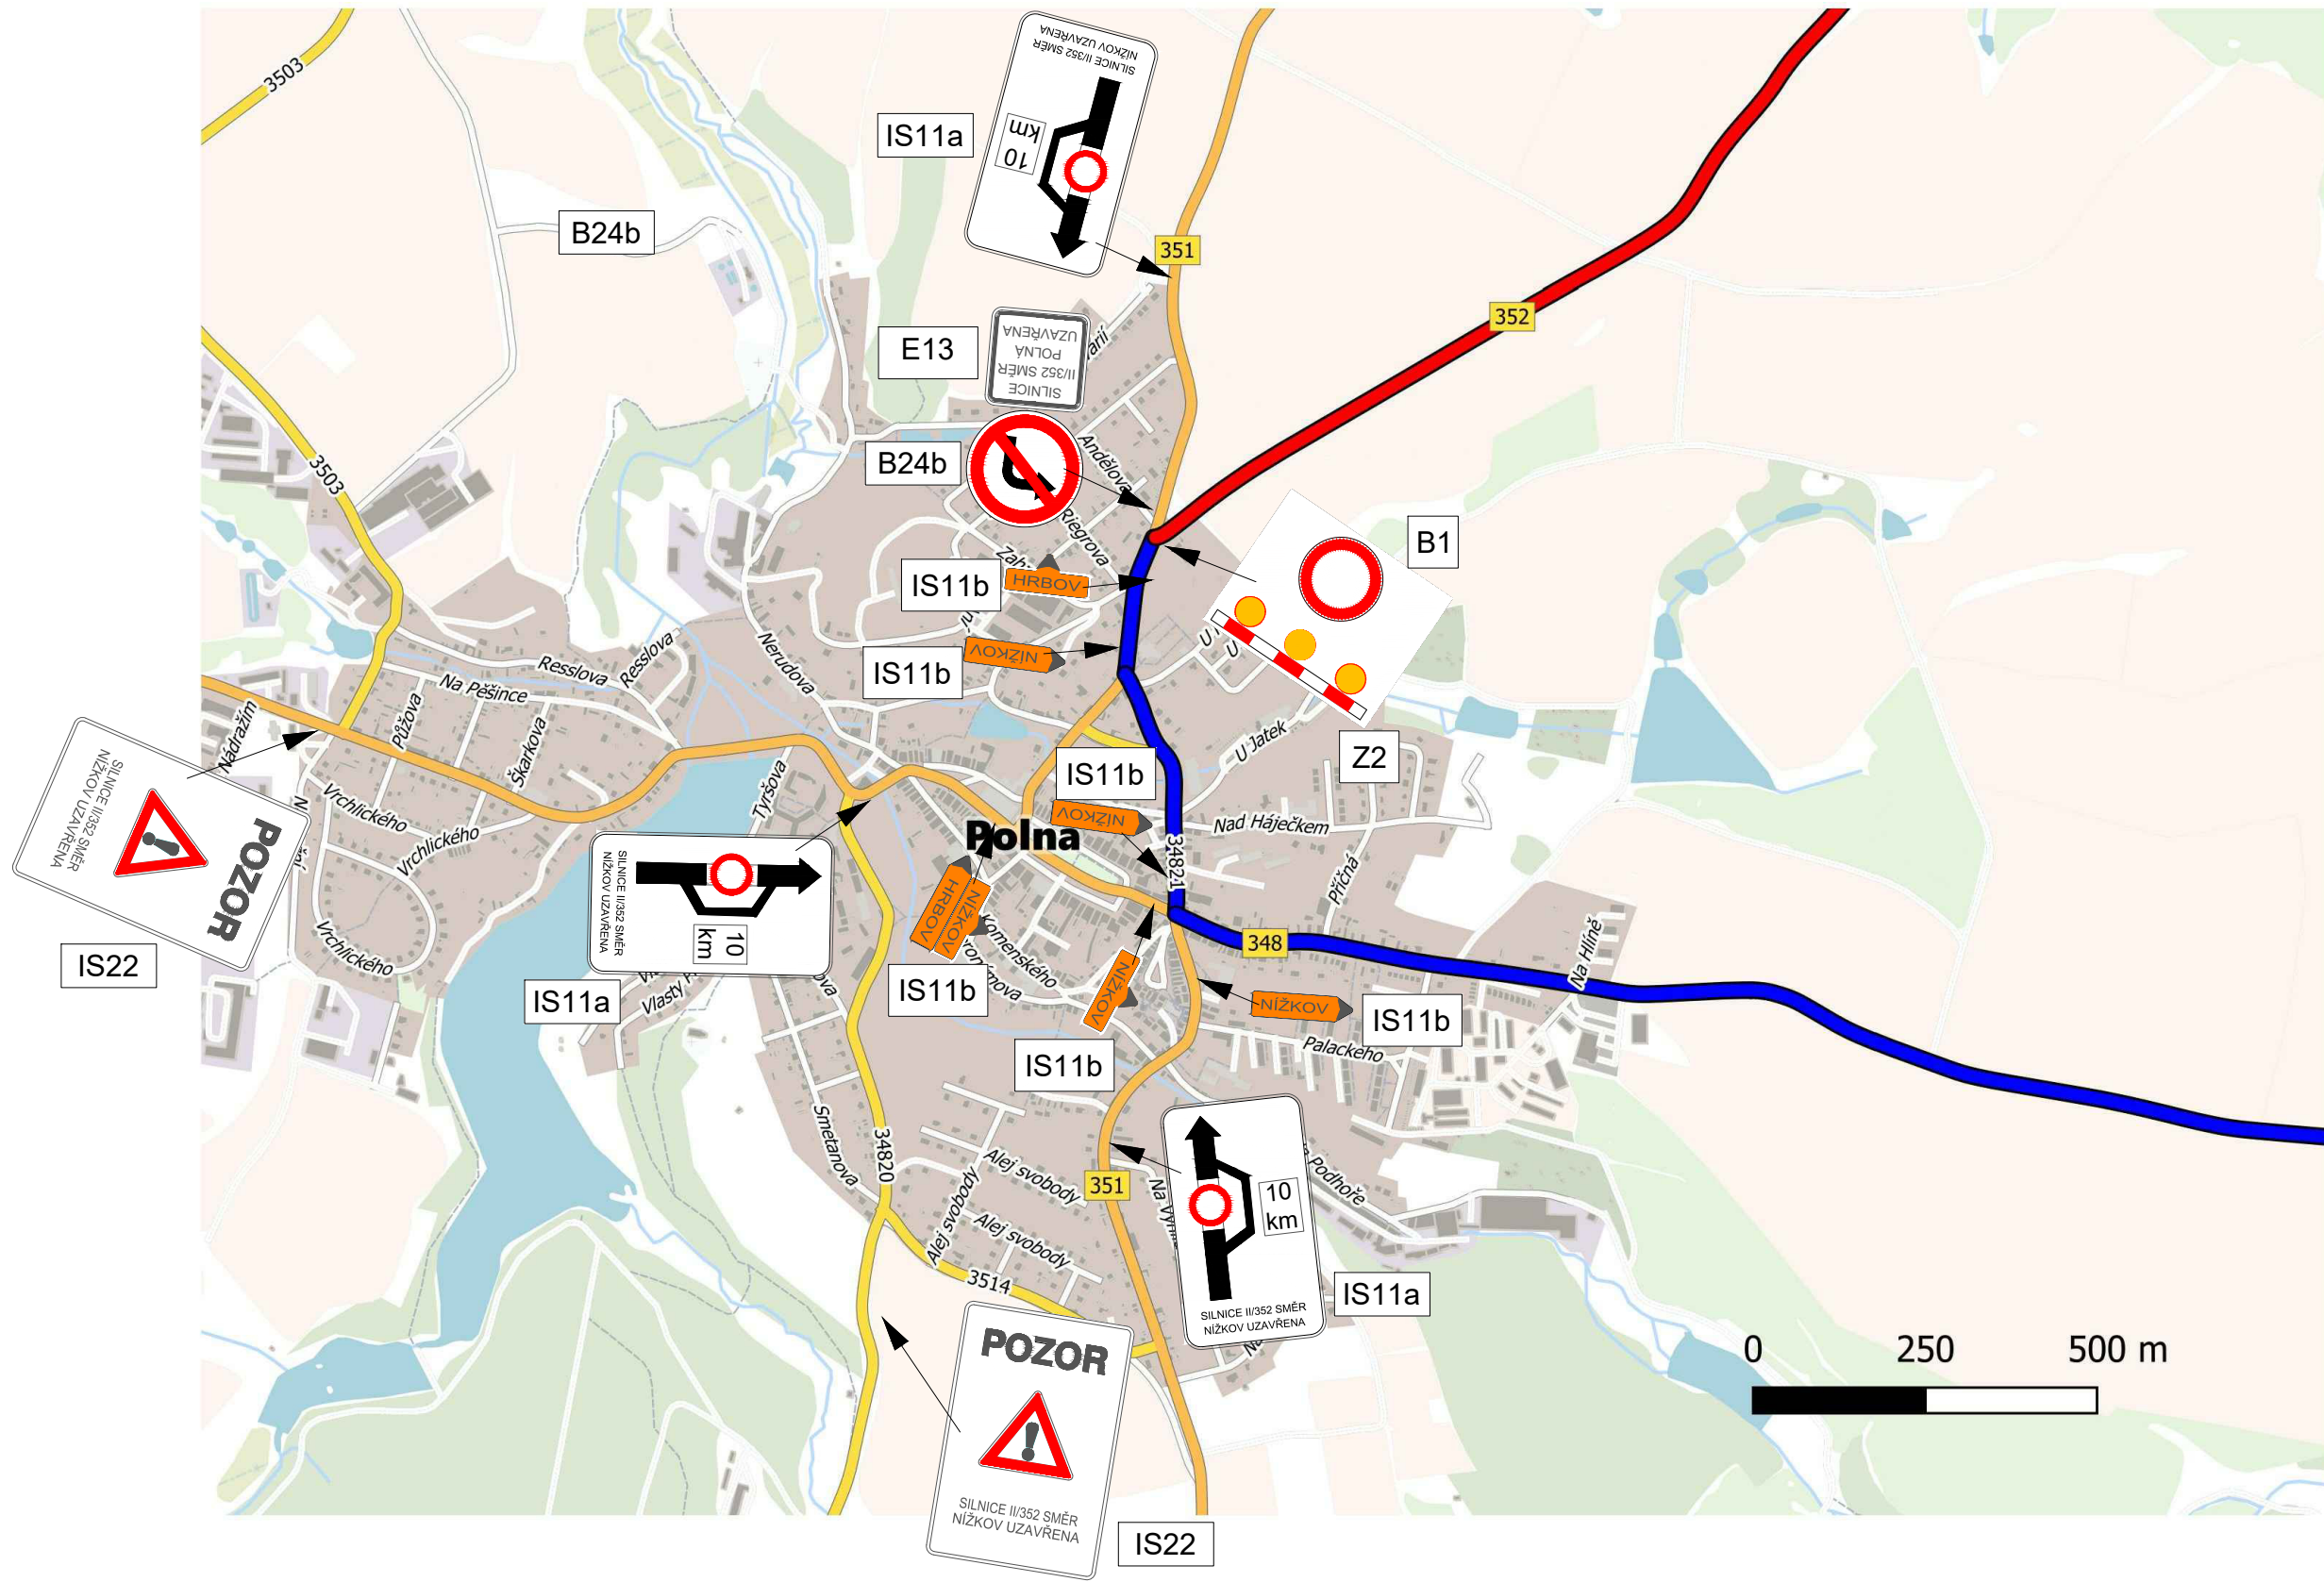 3503
SILNICE II/352 SMĚR
NÍŽKOV UZAVŘENA
10
km
IS11a
B24b
351
352
E13
SILNICE
II/352 SMĚR
POLNÁ
UZAVŘENA
B24b
Andělova
Riegrova
3503
B1
IS11b
HRBOV
IS11b
NÍŽKOV
Nerudova
Resslova
Resslova
Na Pěšince
Půžova
Škarkova
Nádražím
U Jatek
Z2
IS11b
NÍŽKOV
Tyršova
Vrchlického
Vrchlického
Vrchlického
POZOR
SILNICE II/352 SMĚR
NÍŽKOV UZAVŘENA
IS22
Polna
Nad Háječkem
34821
Příčná
SILNICE II/352 SMĚR
NÍŽKOV UZAVŘENA
10
km
IS11a
HRBOV
NÍŽKOV
IS11b
Komenského
348
Na Hlíně
NÍŽKOV
IS11b
NÍŽKOV
IS11b
Palackého
34820
Smetanova
Alej svobody
Alej svobody
Alej svobody
351
10
km
SILNICE II/352 SMĚR
NÍŽKOV UZAVŘENA
IS11a
Podhoře
3514
POZOR
SILNICE II/352 SMĚR
NÍŽKOV UZAVŘENA
IS22
0 250 500 m